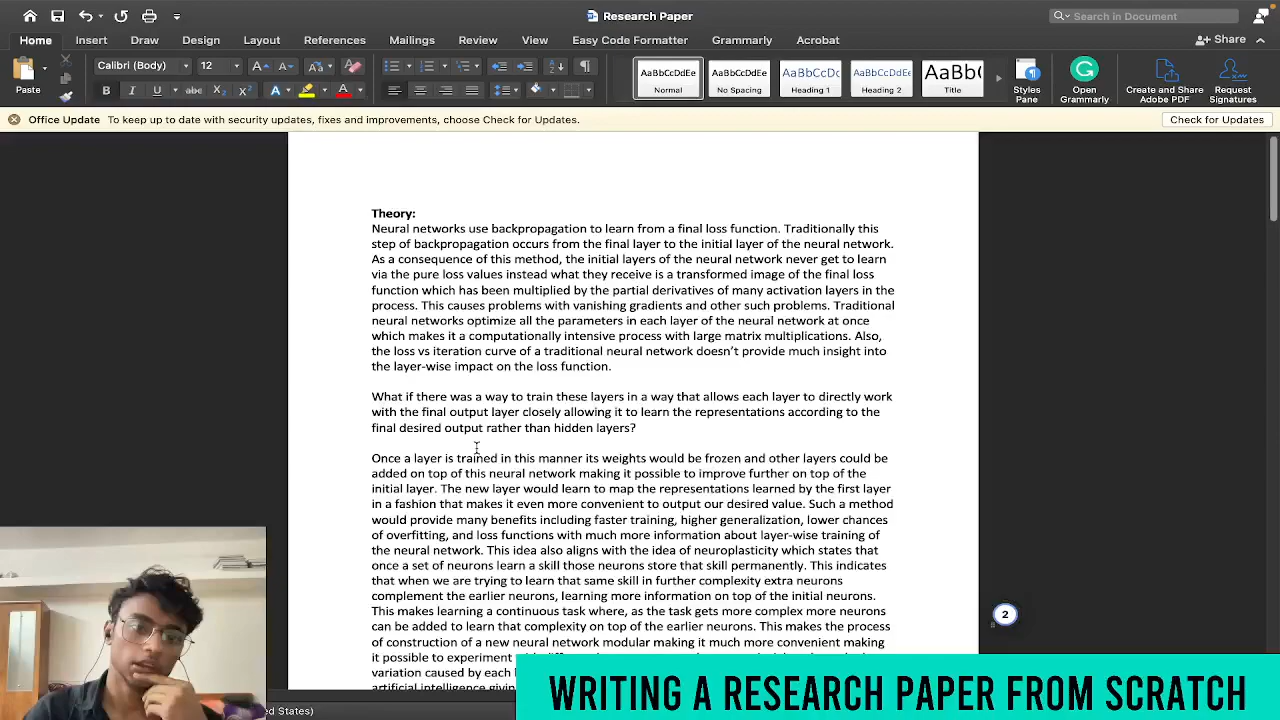 Research Paper
Search in Document
Home Insert Draw Design Layout References Mailings Review View Easy Code Formatter Grammarly Acrobat Share
Paste
Calibri (Body) 12
AaBbCcDdEe
Normal
AaBbCcDdEe
No Spacing
AaBbCcDc
Heading 1
AaBbCcDdEe
Heading 2
AaBbCcDc
Title
Styles
Pane
Open
Grammarly
Create and Share
Adobe PDF
Request
Signatures
Office Update To keep up to date with security updates, fixes and improvements, choose Check for Updates.
Check for Updates
Theory:
Neural networks use backpropagation to learn from a final loss function. Traditionally this
step of backpropagation occurs from the final layer to the initial layer of the neural network.
As a consequence of this method, the initial layers of the neural network never get to learn
via the pure loss values instead what they receive is a transformed image of the final loss
function which has been multiplied by the partial derivatives of many activation layers in the
process. This causes problems with vanishing gradients and other such problems. Traditional
neural networks optimize all the parameters in each layer of the neural network at once
which makes it a computationally intensive process with large matrix multiplications. Also,
the loss vs iteration curve of a traditional neural network doesn't provide much insight into
the layer-wise impact on the loss function.
What if there was a way to train these layers in a way that allows each layer to directly work
with the final output layer closely allowing it to learn the representations according to the
final desired output rather than hidden layers?
Once a layer is trained in this manner its weights would be frozen and other layers could be
added on top of this neural network making it possible to improve further on top of the
initial layer. The new layer would learn to map the representations learned by the first layer
in a fashion that makes it even more convenient to output our desired value. Such a method
would provide many benefits including faster training, higher generalization, lower chances
of overfitting, and loss functions with much more information about layer-wise training of
the neural network. This idea also aligns with the idea of neuroplasticity which states that
once a set of neurons learn a skill those neurons store that skill permanently. This indicates
that when we are trying to learn that same skill in further complexity extra neurons
complement the earlier neurons, learning more information on top of the initial neurons.
This makes learning a continuous task where, as the task gets more complex more neurons
can be added to learn that complexity on top of the earlier neurons. This makes the process
of construction of a new neural network modular making it much more convenient making
it possible to experiment
variation caused by each
artificial intelligence
2
d States)
WRITING A RESEARCH PAPER FROM SCRATCH